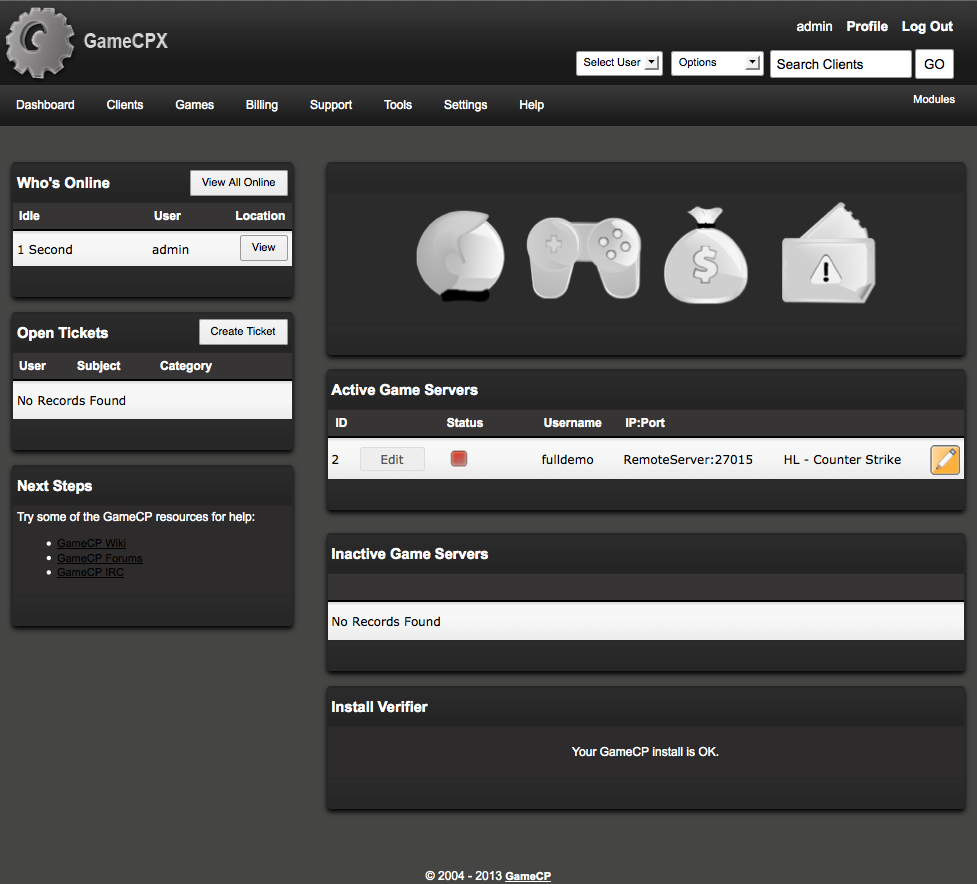 GameCPX
admin Profile Log Out
Select User Options Search Clients GO
Dashboard Clients Games Billing Support Tools Settings Help Modules
Who's Online View All Online
Idle User Location
1 Second admin View
Open Tickets Create Ticket
User Subject Category
No Records Found
Next Steps
Try some of the GameCP resources for help:
GameCP Wiki
GameCP Forums
GameCP IRC
$ !
Active Game Servers
ID Status Username IP:Port
2 Edit fulldemo RemoteServer:27015 HL - Counter Strike
Inactive Game Servers
No Records Found
Install Verifier
Your GameCP install is OK.
© 2004 - 2013 GameCP